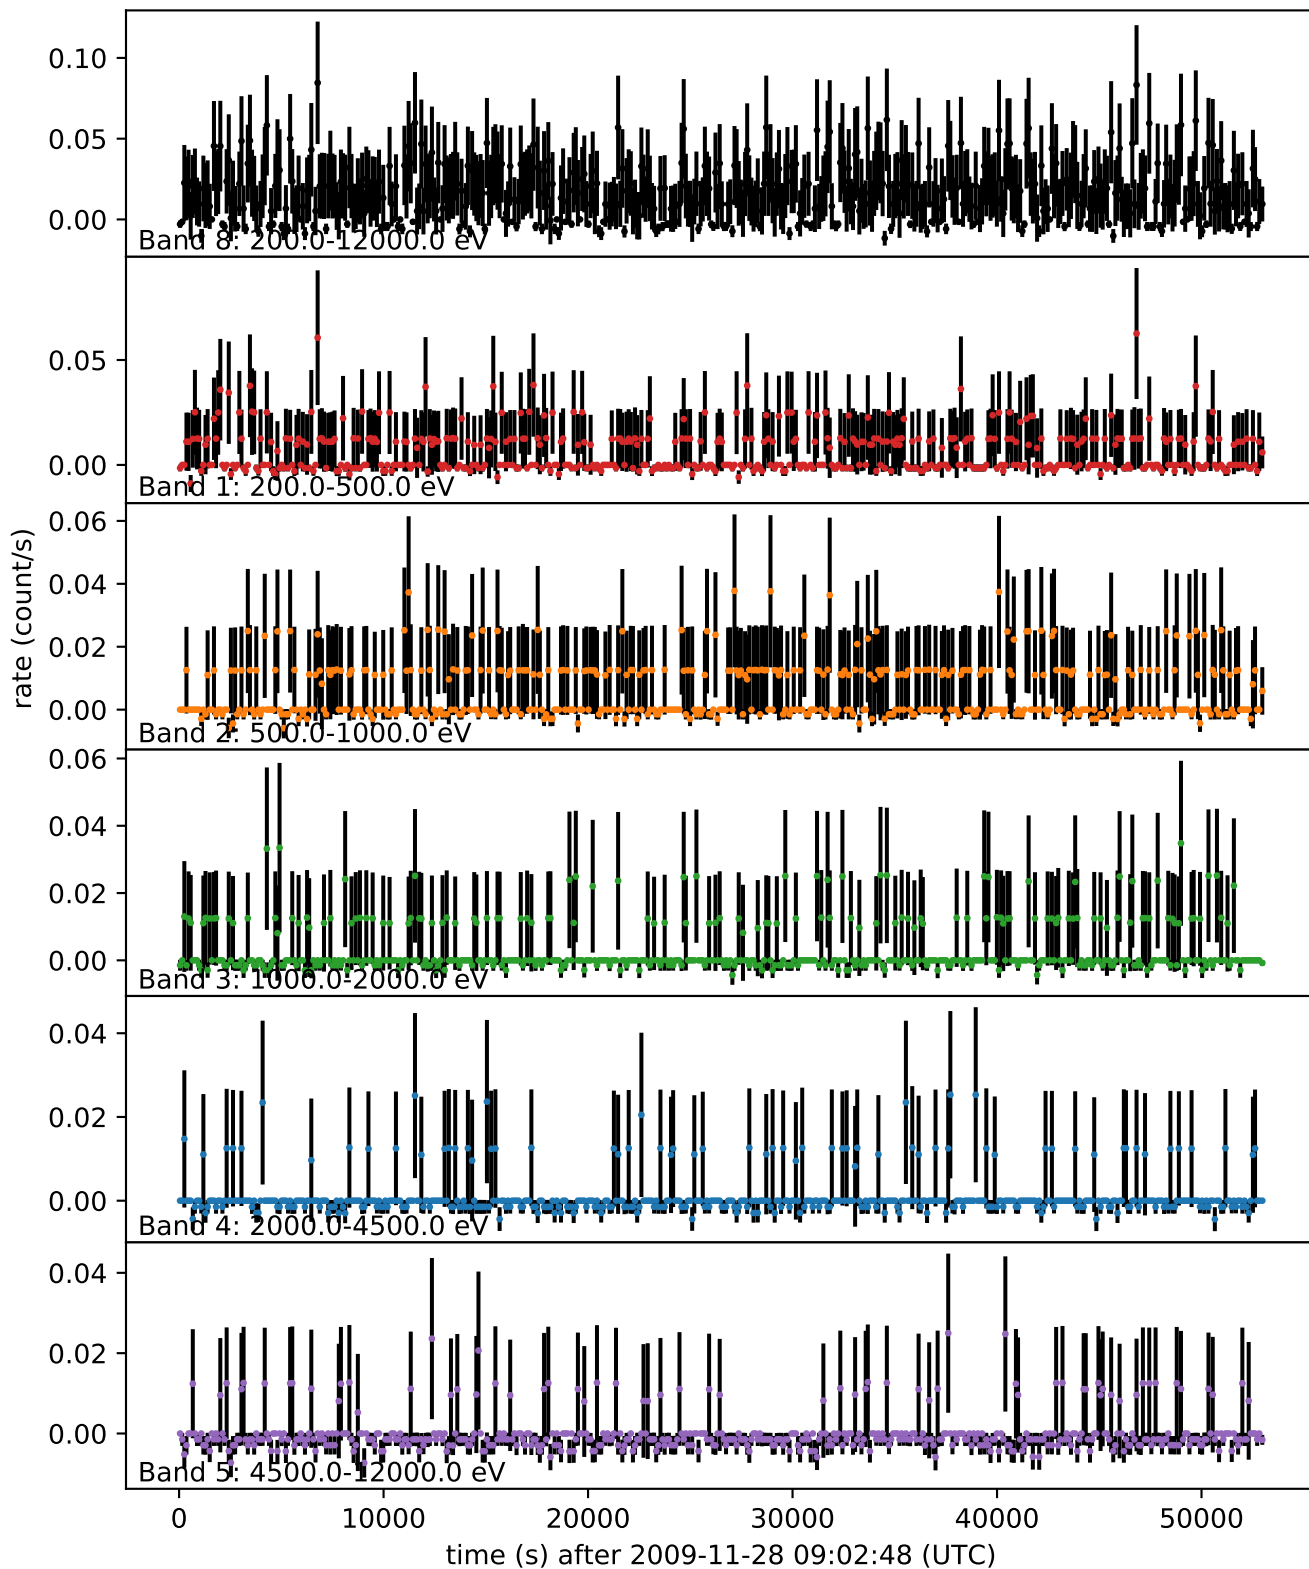 0.10
0.05
0.00
Band 8: 200.0-12000.0 eV
0.05
0.00
Band 1: 200.0-500.0 eV
rate (count/s)
0.06
0.04
0.02
0.00
Band 2: 500.0-1000.0 eV
0.06
0.04
0.02
0.00
Band 3: 1000.0-2000.0 eV
0.04
0.02
0.00
Band 4: 2000.0-4500.0 eV
0.04
0.02
0.00
Band 5: 4500.0-12000.0 eV
0 10000 20000 30000 40000 50000
time (s) after 2009-11-28 09:02:48 (UTC)